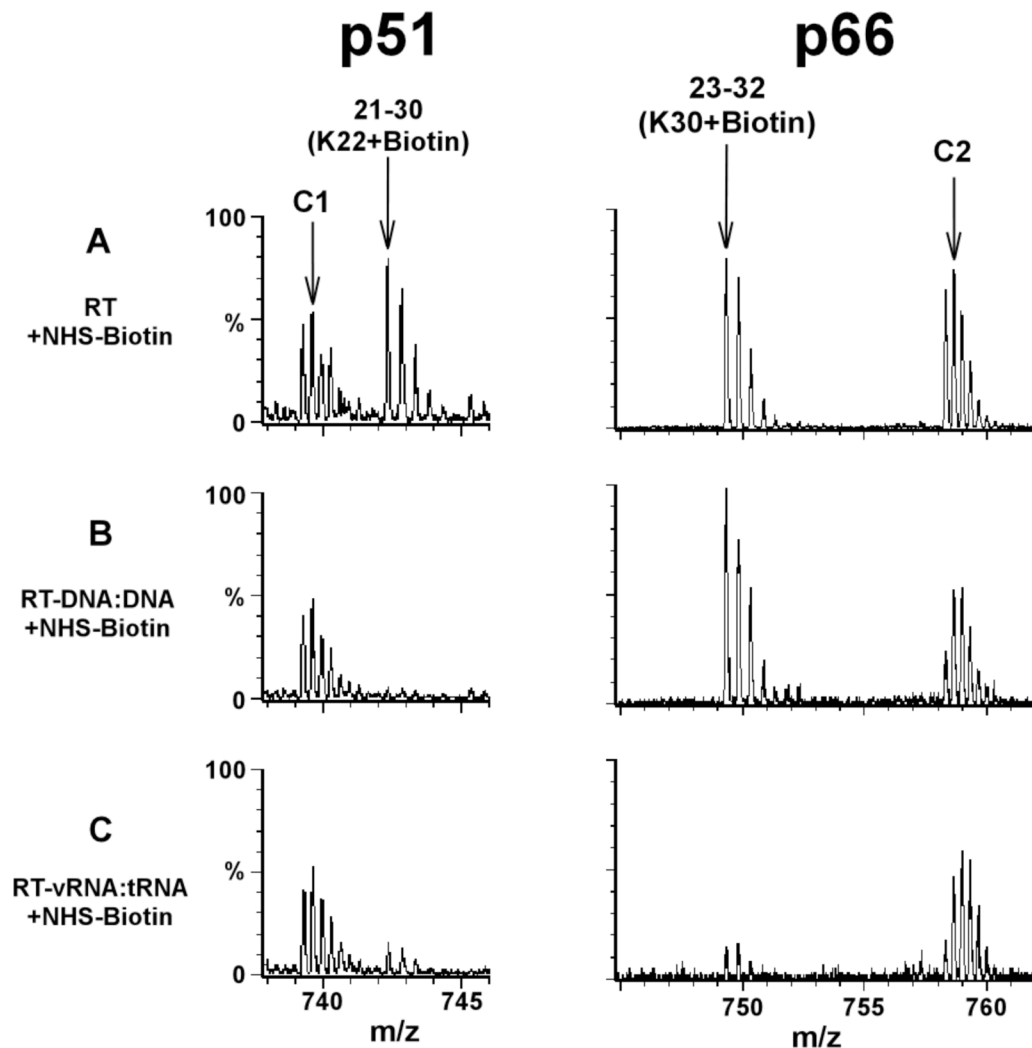 p51
p66
21-30
(K22+Biotin)
C1
23-32
(K30+Biotin)
C2
A
RT
+NHS-Biotin
100
%
0
B
RT-DNA:DNA
+NHS-Biotin
100
%
0
C
RT-vRNA:tRNA
+NHS-Biotin
100
%
0
740
745
m/z
750
755
760
m/z